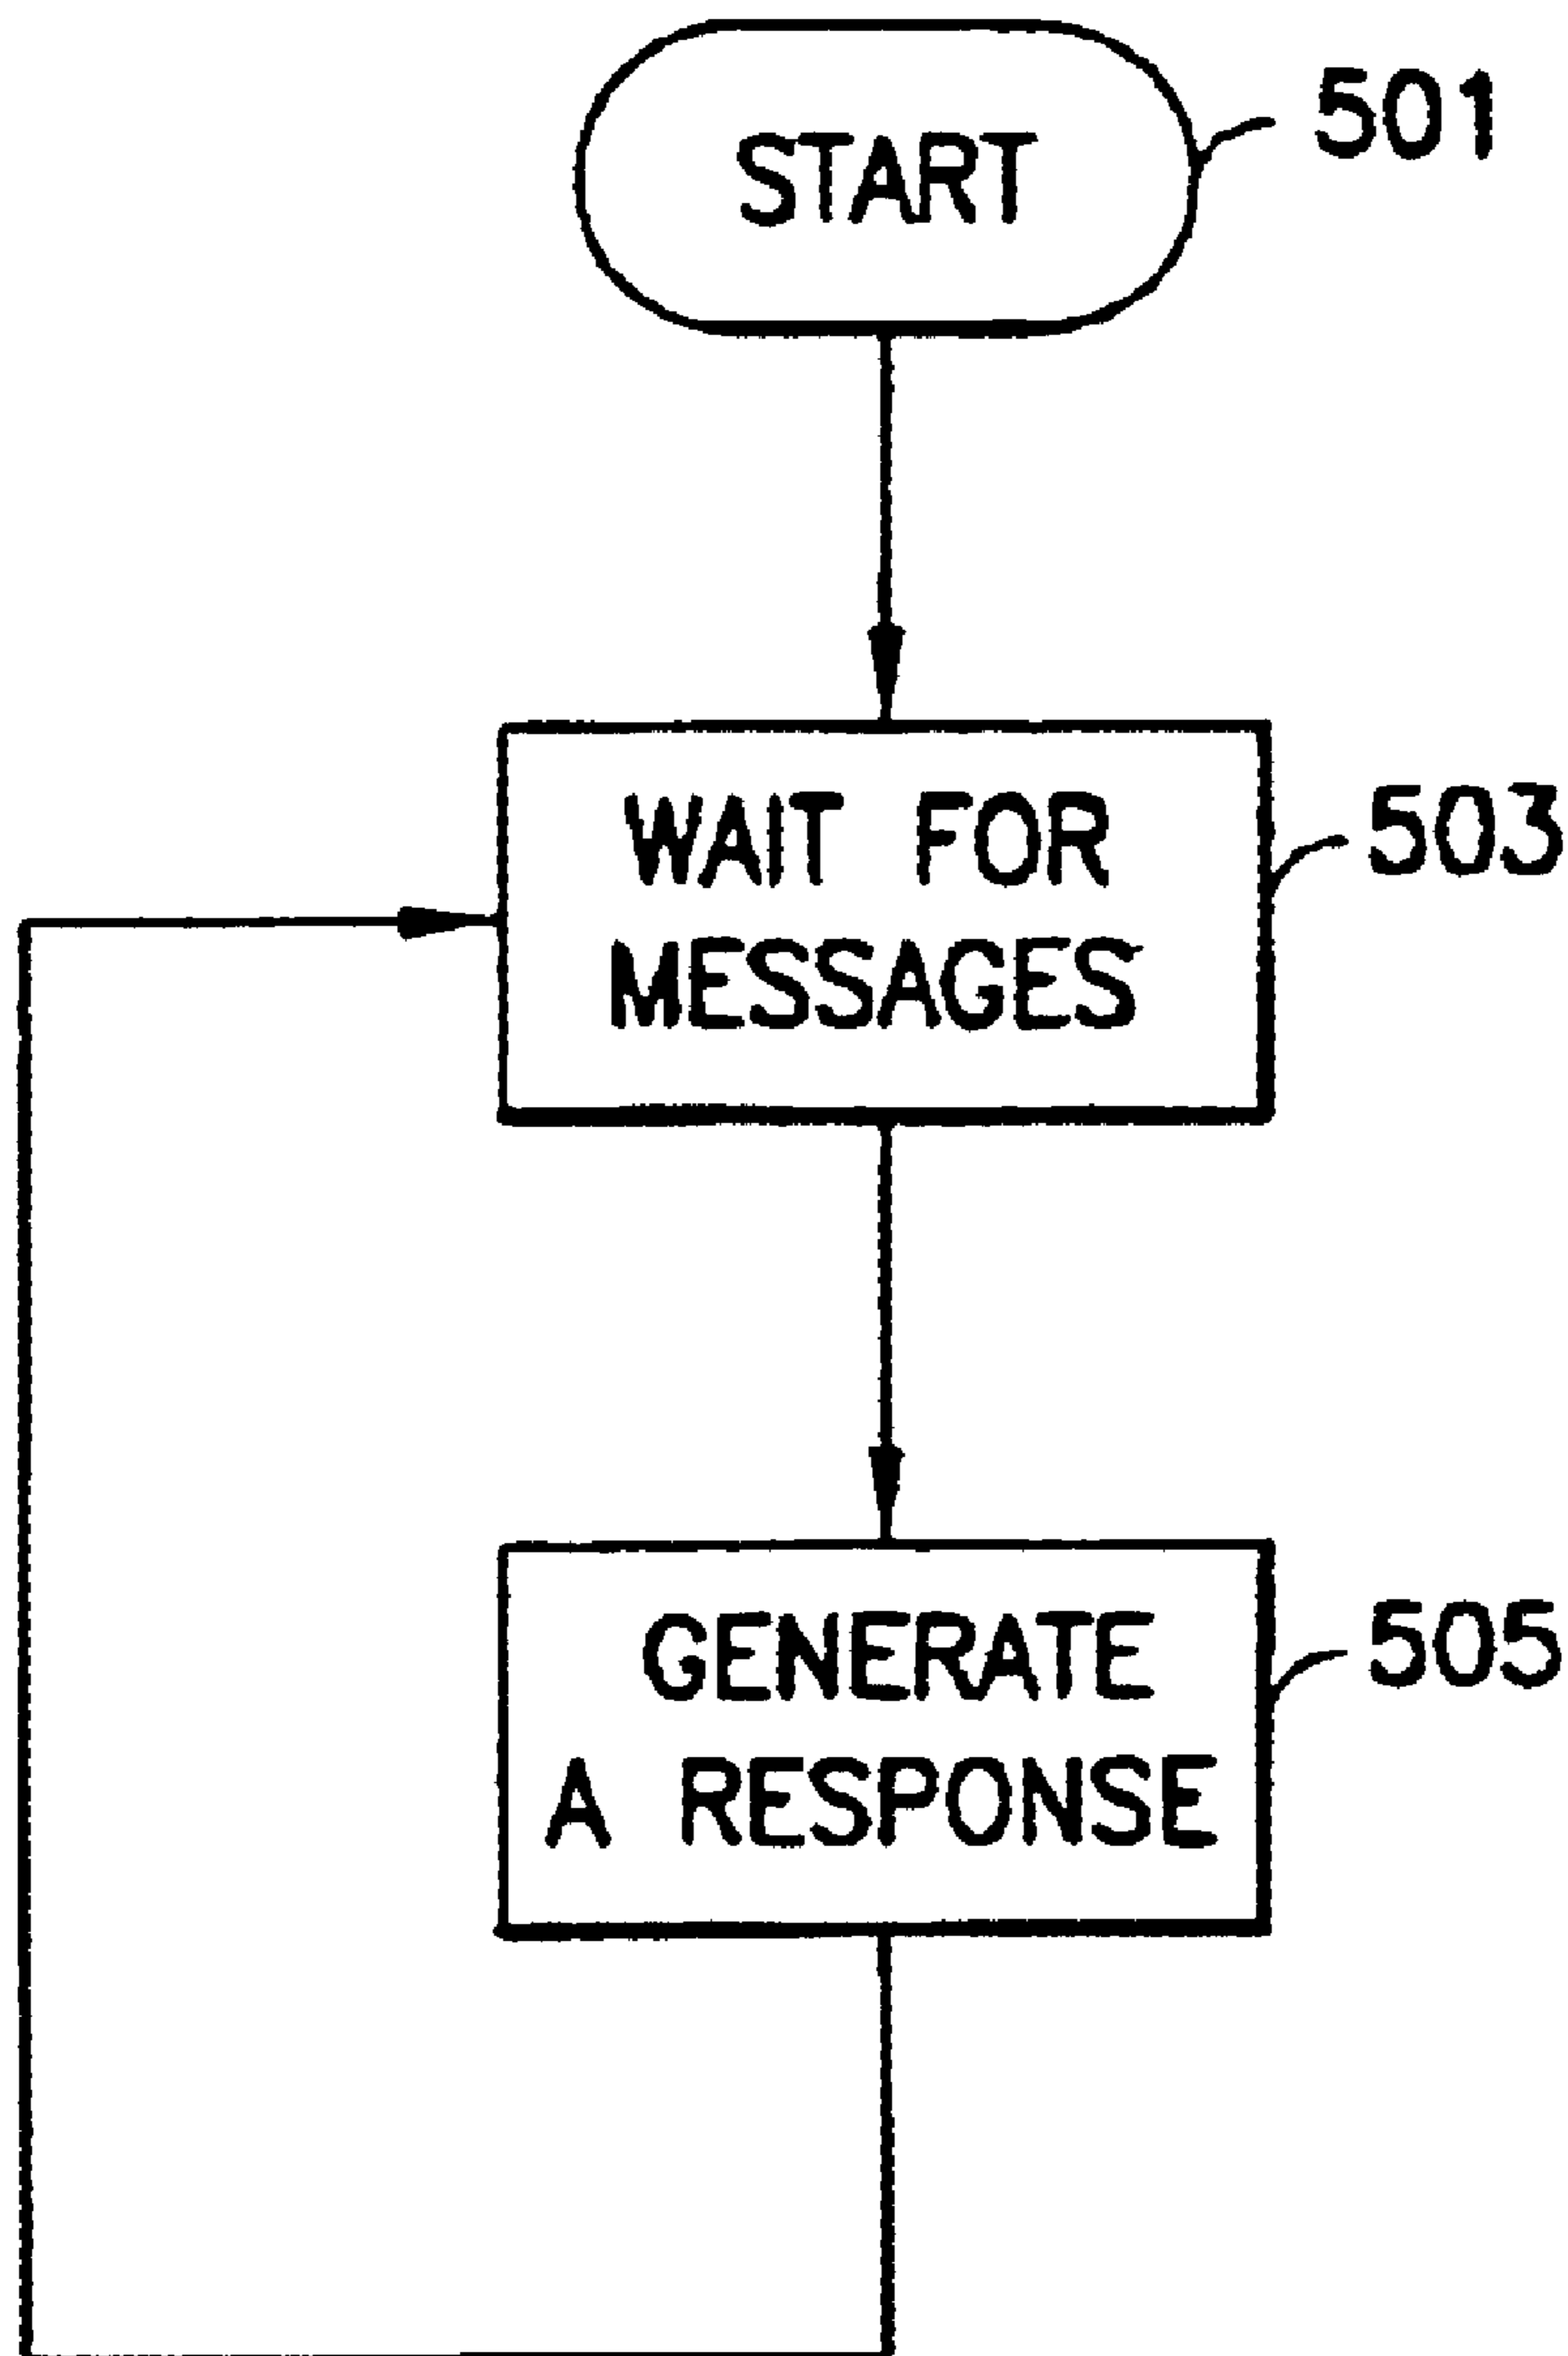 START
501
WAIT FOR
MESSAGES
503
GENERATE
A RESPONSE
505